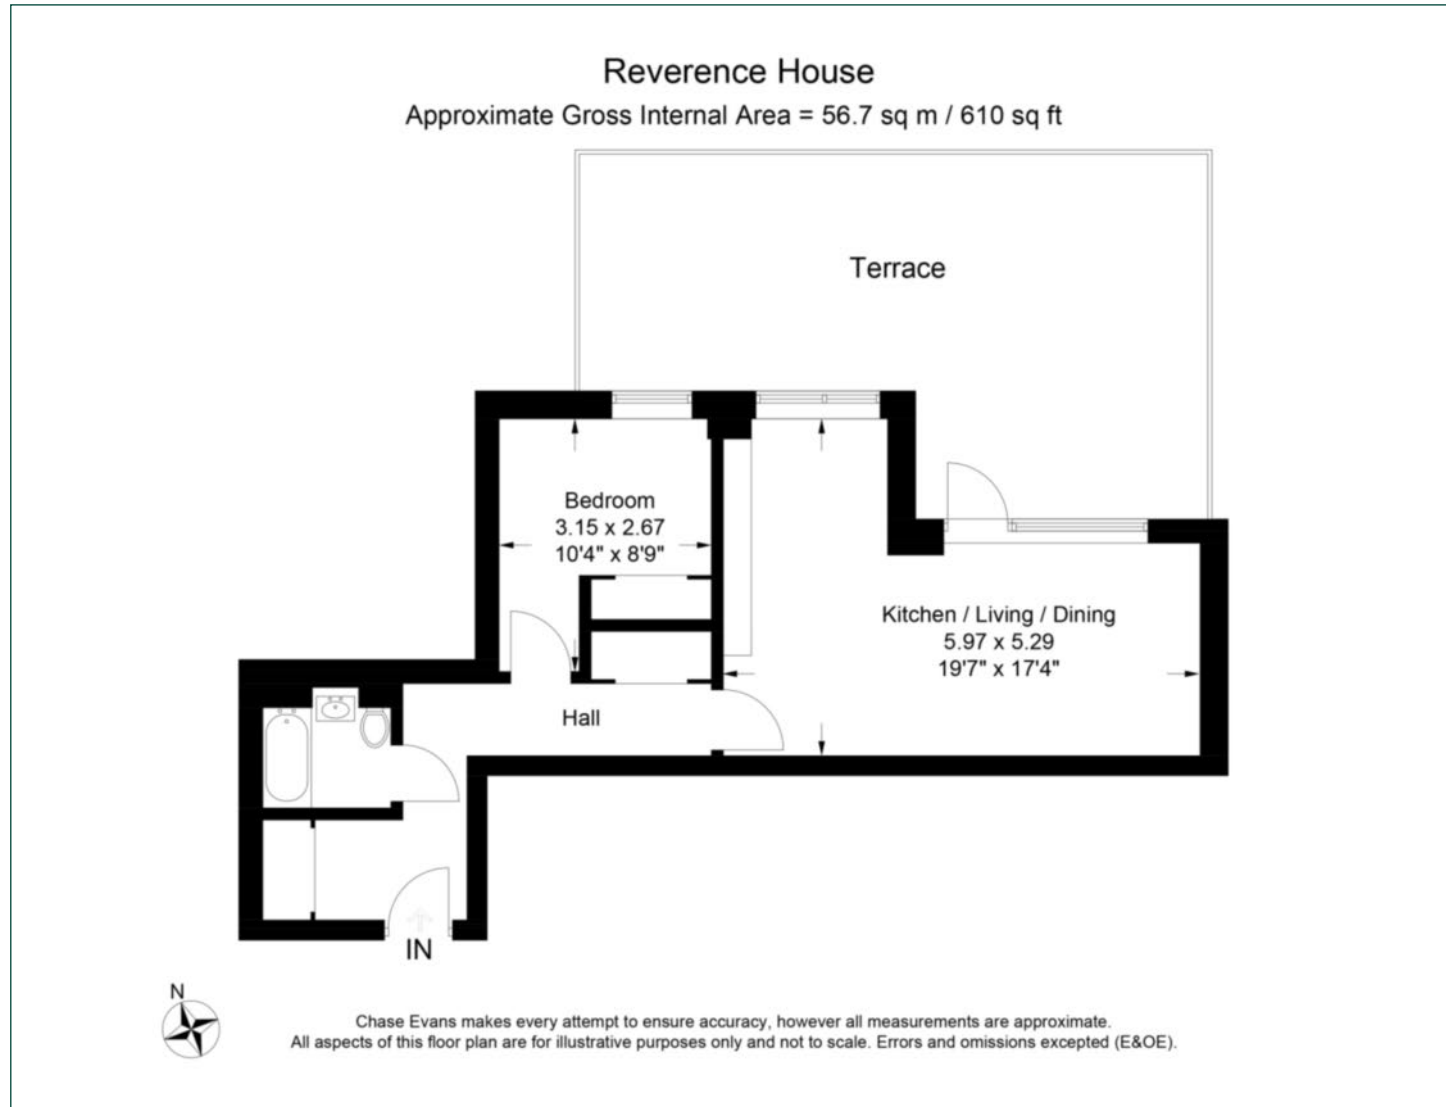 Reverence House
Approximate Gross Internal Area = 56.7 sq m / 610 sq ft
Terrace
Bedroom
3.15 x 2.67
10'4" x 8'9"
Kitchen / Living / Dining
5.97 x 5.29
19'7" x 17'4"
Hall
IN
N
Chase Evans makes every attempt to ensure accuracy, however all measurements are approximate.
All aspects of this floor plan are for illustrative purposes only and not to scale. Errors and omissions excepted (E&OE).